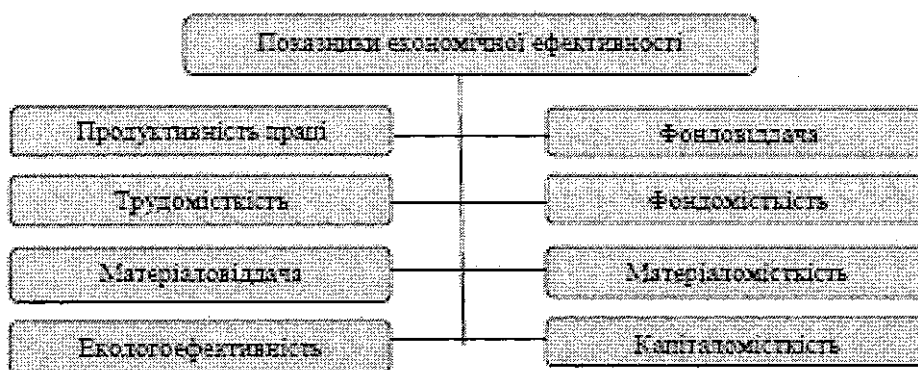 Показники економічної ефективності
Продуктивність праці
Фондовіддача
Трудомісткість
Фондомісткість
Матеріаловіддача
Матеріаломісткість
Екологоефективність
Капіталомісткість